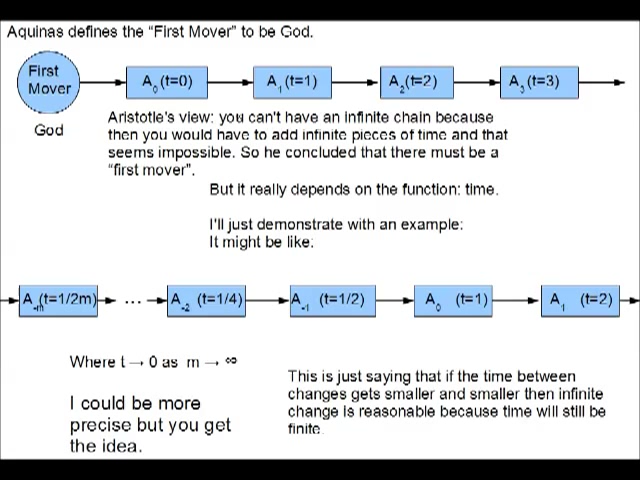 Aquinas defines the “First Mover” to be God.
First
Mover
A0 (t=0)
A1 (t=1)
A2(t=2)
A3 (t=3)
God
Aristotle's view: you can't have an infinite chain because
then you would have to add infinite pieces of time and that
seems impossible. So he concluded that there must be a
“first mover”.
But it really depends on the function: time.
I'll just demonstrate with an example:
It might be like:
A-m(t=1/2m)
...
A-2 (t=1/4)
A-1 (t=1/2)
A0 (t=1)
A1 (t=2)
Where t → 0 as m → ∞
I could be more
precise but you get
the idea.
This is just saying that if the time between
changes gets smaller and smaller then infinite
change is reasonable because time will still be
finite.